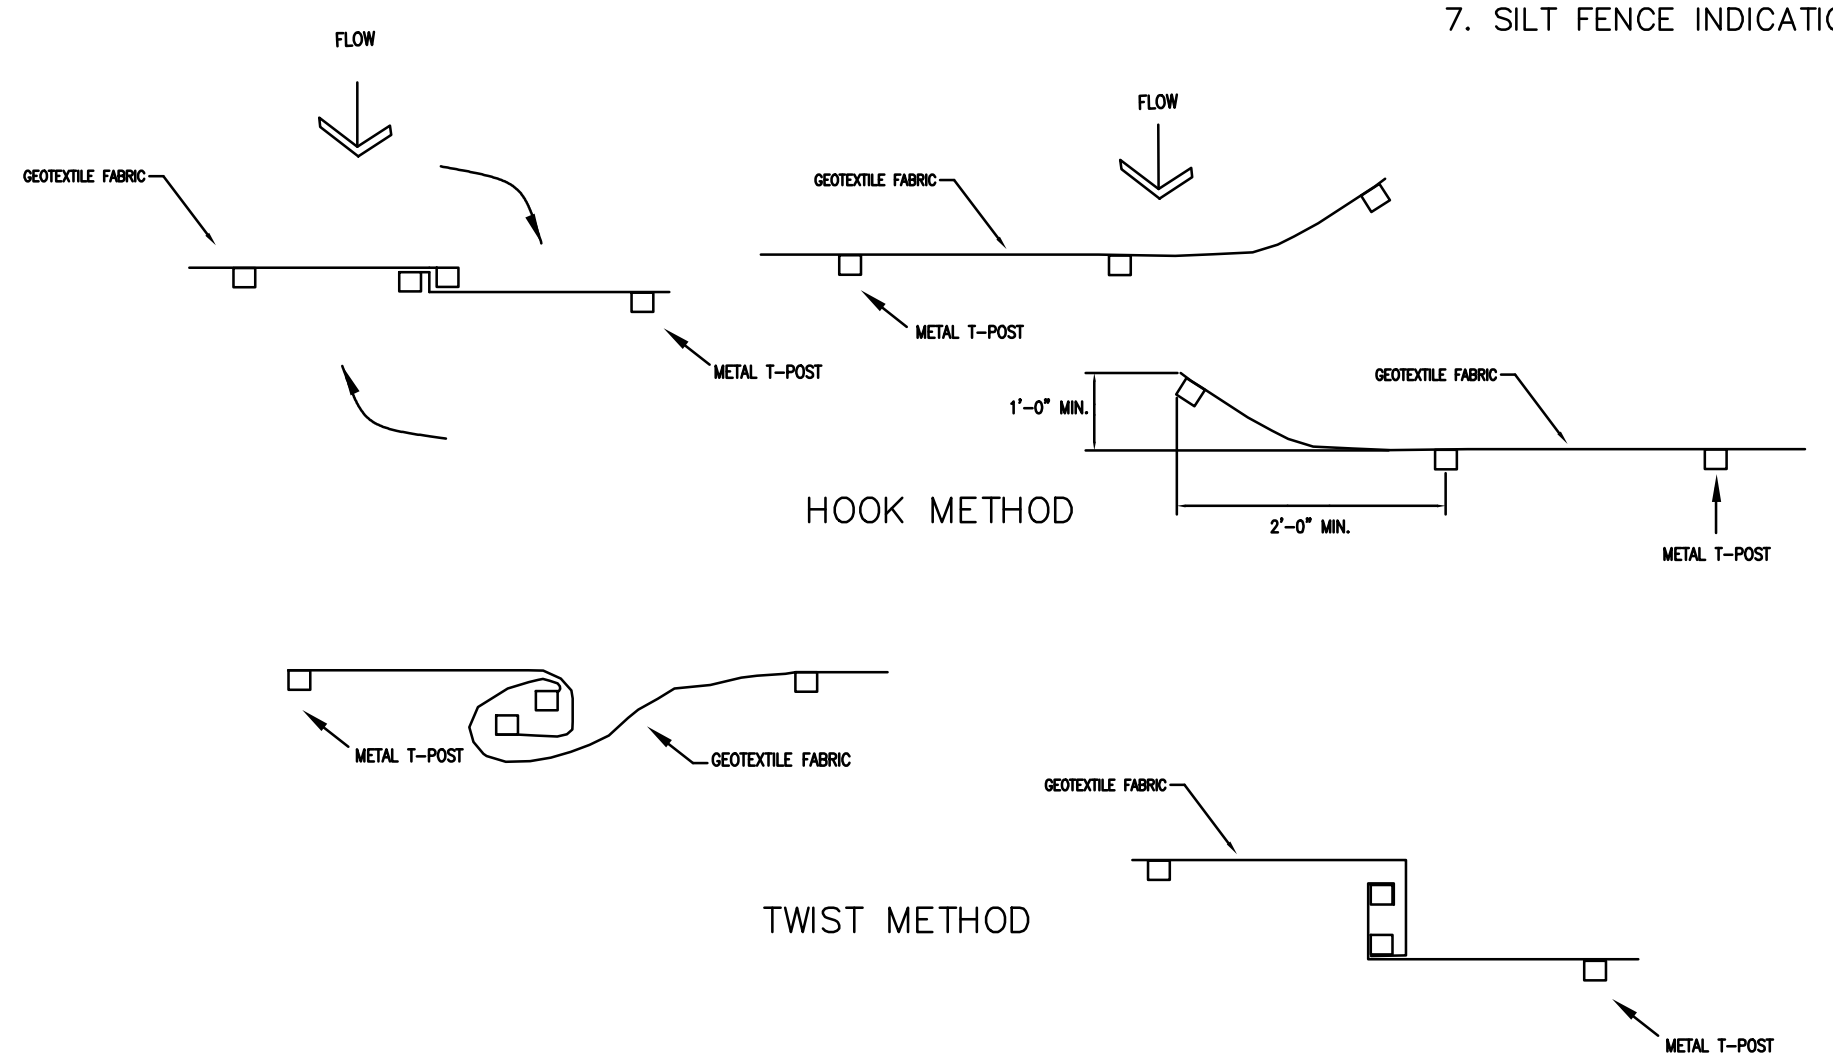 7. SILT FENCE INDICATIO
FLOW
FLOW
GEOTEXTILE FABRIC
GEOTEXTILE FABRIC
METAL T-POST
METAL T-POST
GEOTEXTILE FABRIC
1'-0" MIN.
HOOK METHOD
2'-0" MIN.
METAL T-POST
METAL T-POST
GEOTEXTILE FABRIC
GEOTEXTILE FABRIC
TWIST METHOD
METAL T-POST